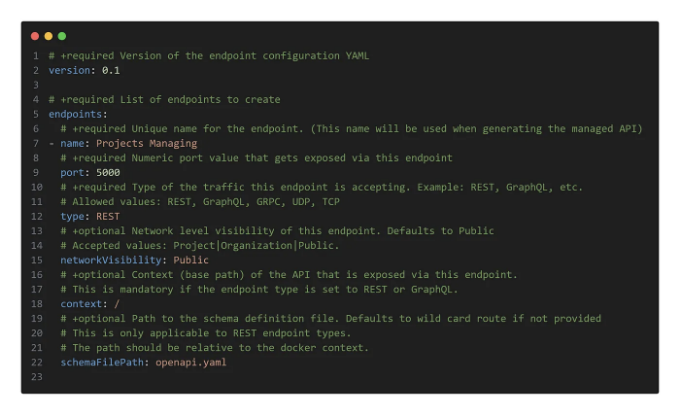 1 # +required Version of the endpoint configuration YAML
2 version: 0.1
3
4 # +required List of endpoints to create
5 endpoints:
6   # +required Unique name for the endpoint. (This name will be used when generating the managed API)
7 - name: Projects Managing
8   # +required Numeric port value that gets exposed via this endpoint
9   port: 5000
10   # +required Type of the traffic this endpoint is accepting. Example: REST, GraphQL, etc.
11   # Allowed values: REST, GraphQL, GRPC, UDP, TCP
12   type: REST
13   # +optional Network level visibility of this endpoint. Defaults to Public
14   # Accepted values: Project|Organization|Public.
15   networkVisibility: Public
16   # +optional Context (base path) of the API that is exposed via this endpoint.
17   # This is mandatory if the endpoint type is set to REST or GraphQL.
18   context: /
19   # +optional Path to the schema definition file. Defaults to wild card route if not provided
20   # This is only applicable to REST endpoint types.
21   # The path should be relative to the docker context.
22   schemaFilePath: openapi.yaml
23